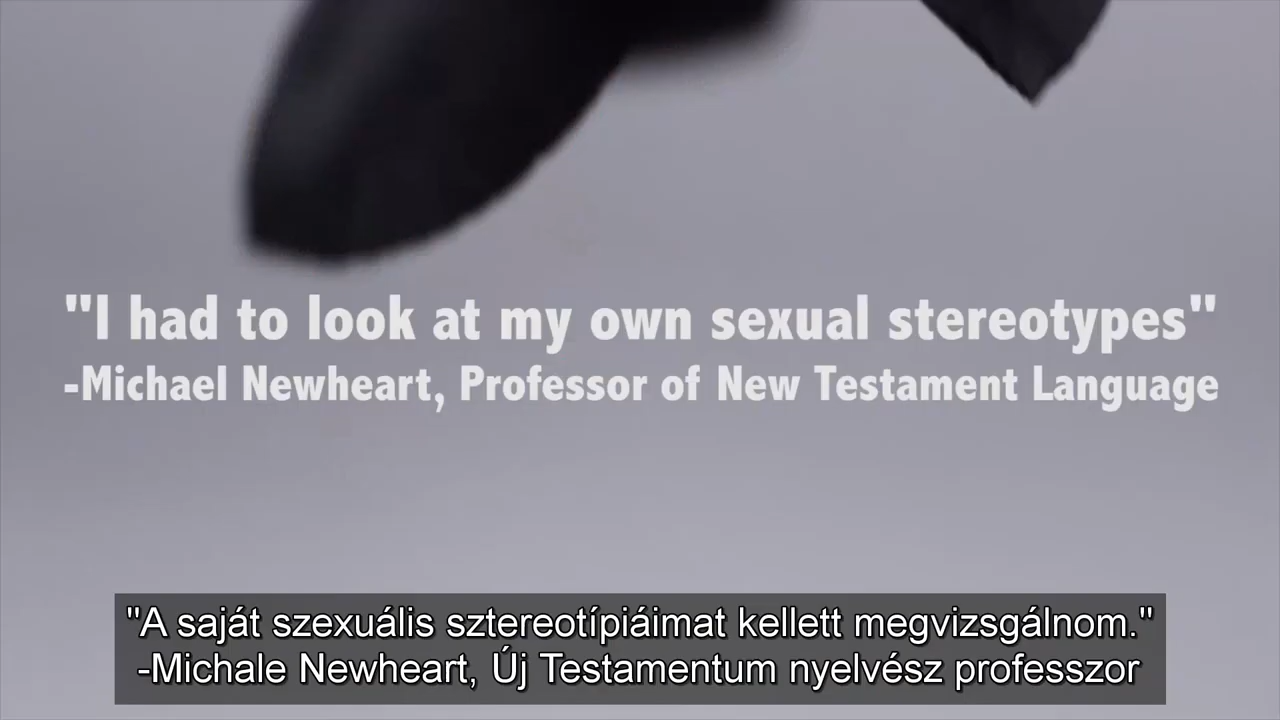 "I had to look at my own sexual stereotypes"
-Michael Newheart, Professor of New Testament Language
"A saját szexuális sztereotípiáimat kellett megvizsgálnom."
-Michale Newheart, Új Testamentum nyelvész professzor